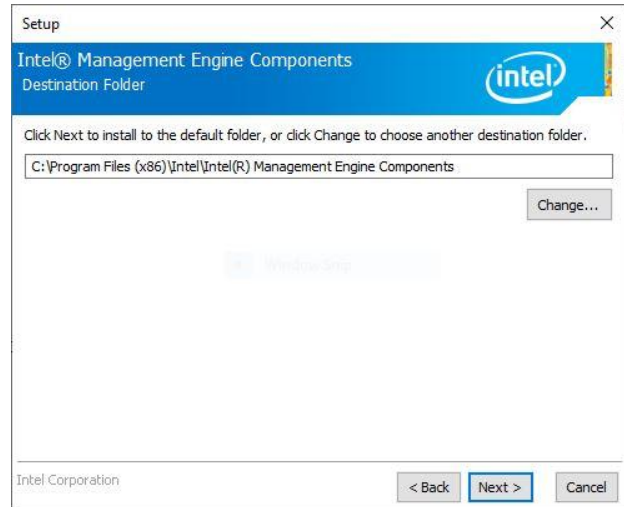 Setup
Intel® Management Engine Components
Destination Folder
intel
Click Next to install to the default folder, or click Change to choose another destination folder.
C:\Program Files (x86)\Intel\Intel(R) Management Engine Components
Change...
Window Snip
Intel Corporation
< Back
Next >
Cancel